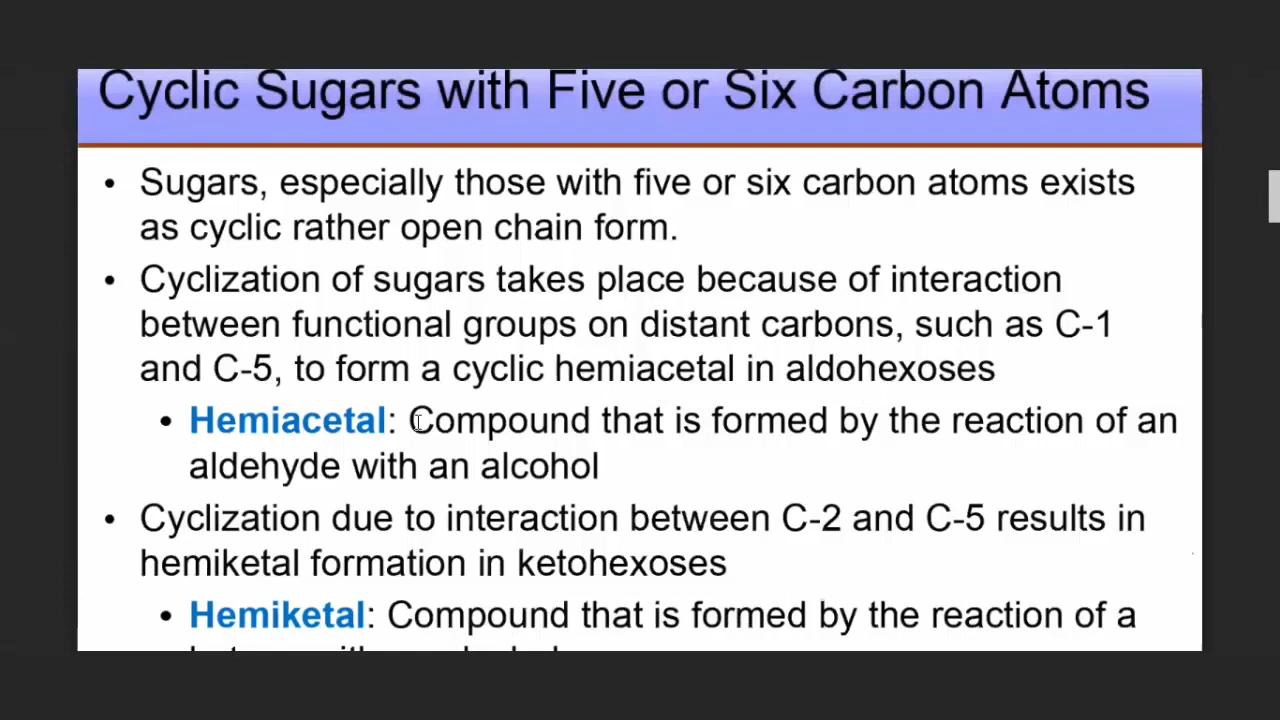 Cyclic Sugars with Five or Six Carbon Atoms
• Sugars, especially those with five or six carbon atoms exists
as cyclic rather open chain form.
• Cyclization of sugars takes place because of interaction
between functional groups on distant carbons, such as C-1
and C-5, to form a cyclic hemiacetal in aldohexoses
• Hemiacetal: Compound that is formed by the reaction of an
aldehyde with an alcohol
• Cyclization due to interaction between C-2 and C-5 results in
hemiketal formation in ketohexoses
• Hemiketal: Compound that is formed by the reaction of a